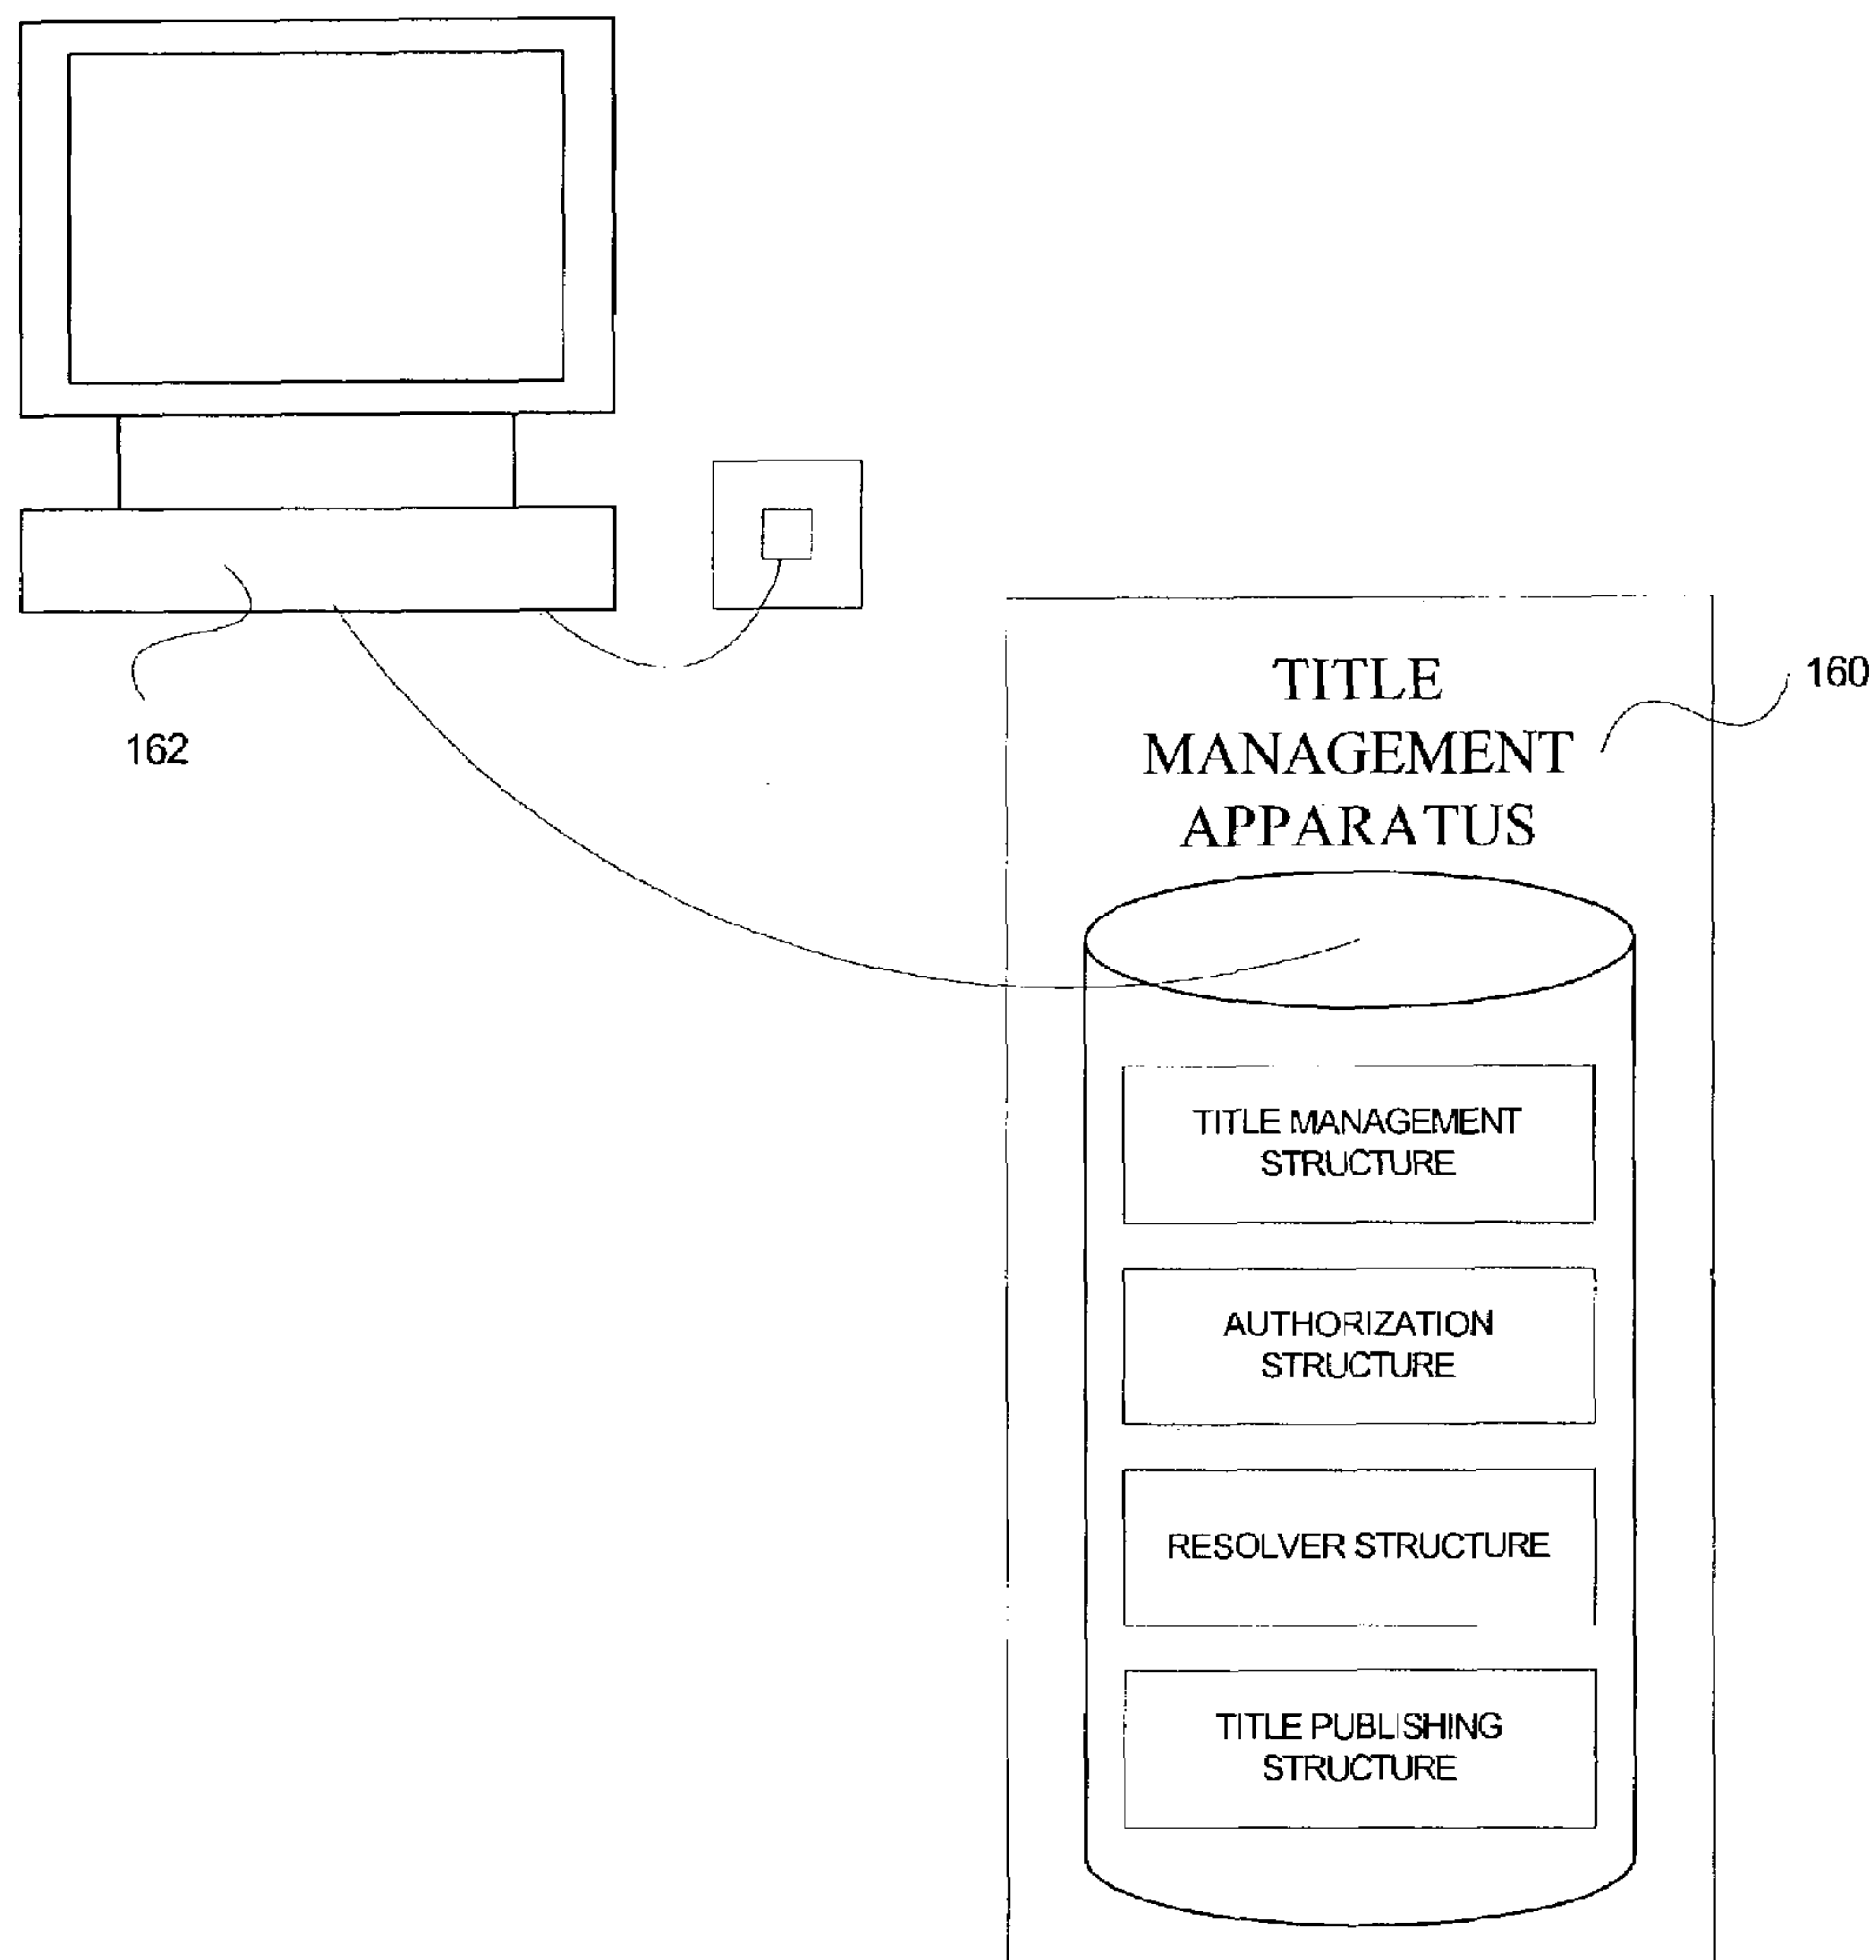 162
160
TITLE
MANAGEMENT
APPARATUS
TITLE MANAGEMENT
STRUCTURE
AUTHORIZATION
STRUCTURE
RESOLVER STRUCTURE
TITLE PUBLISHING
STRUCTURE